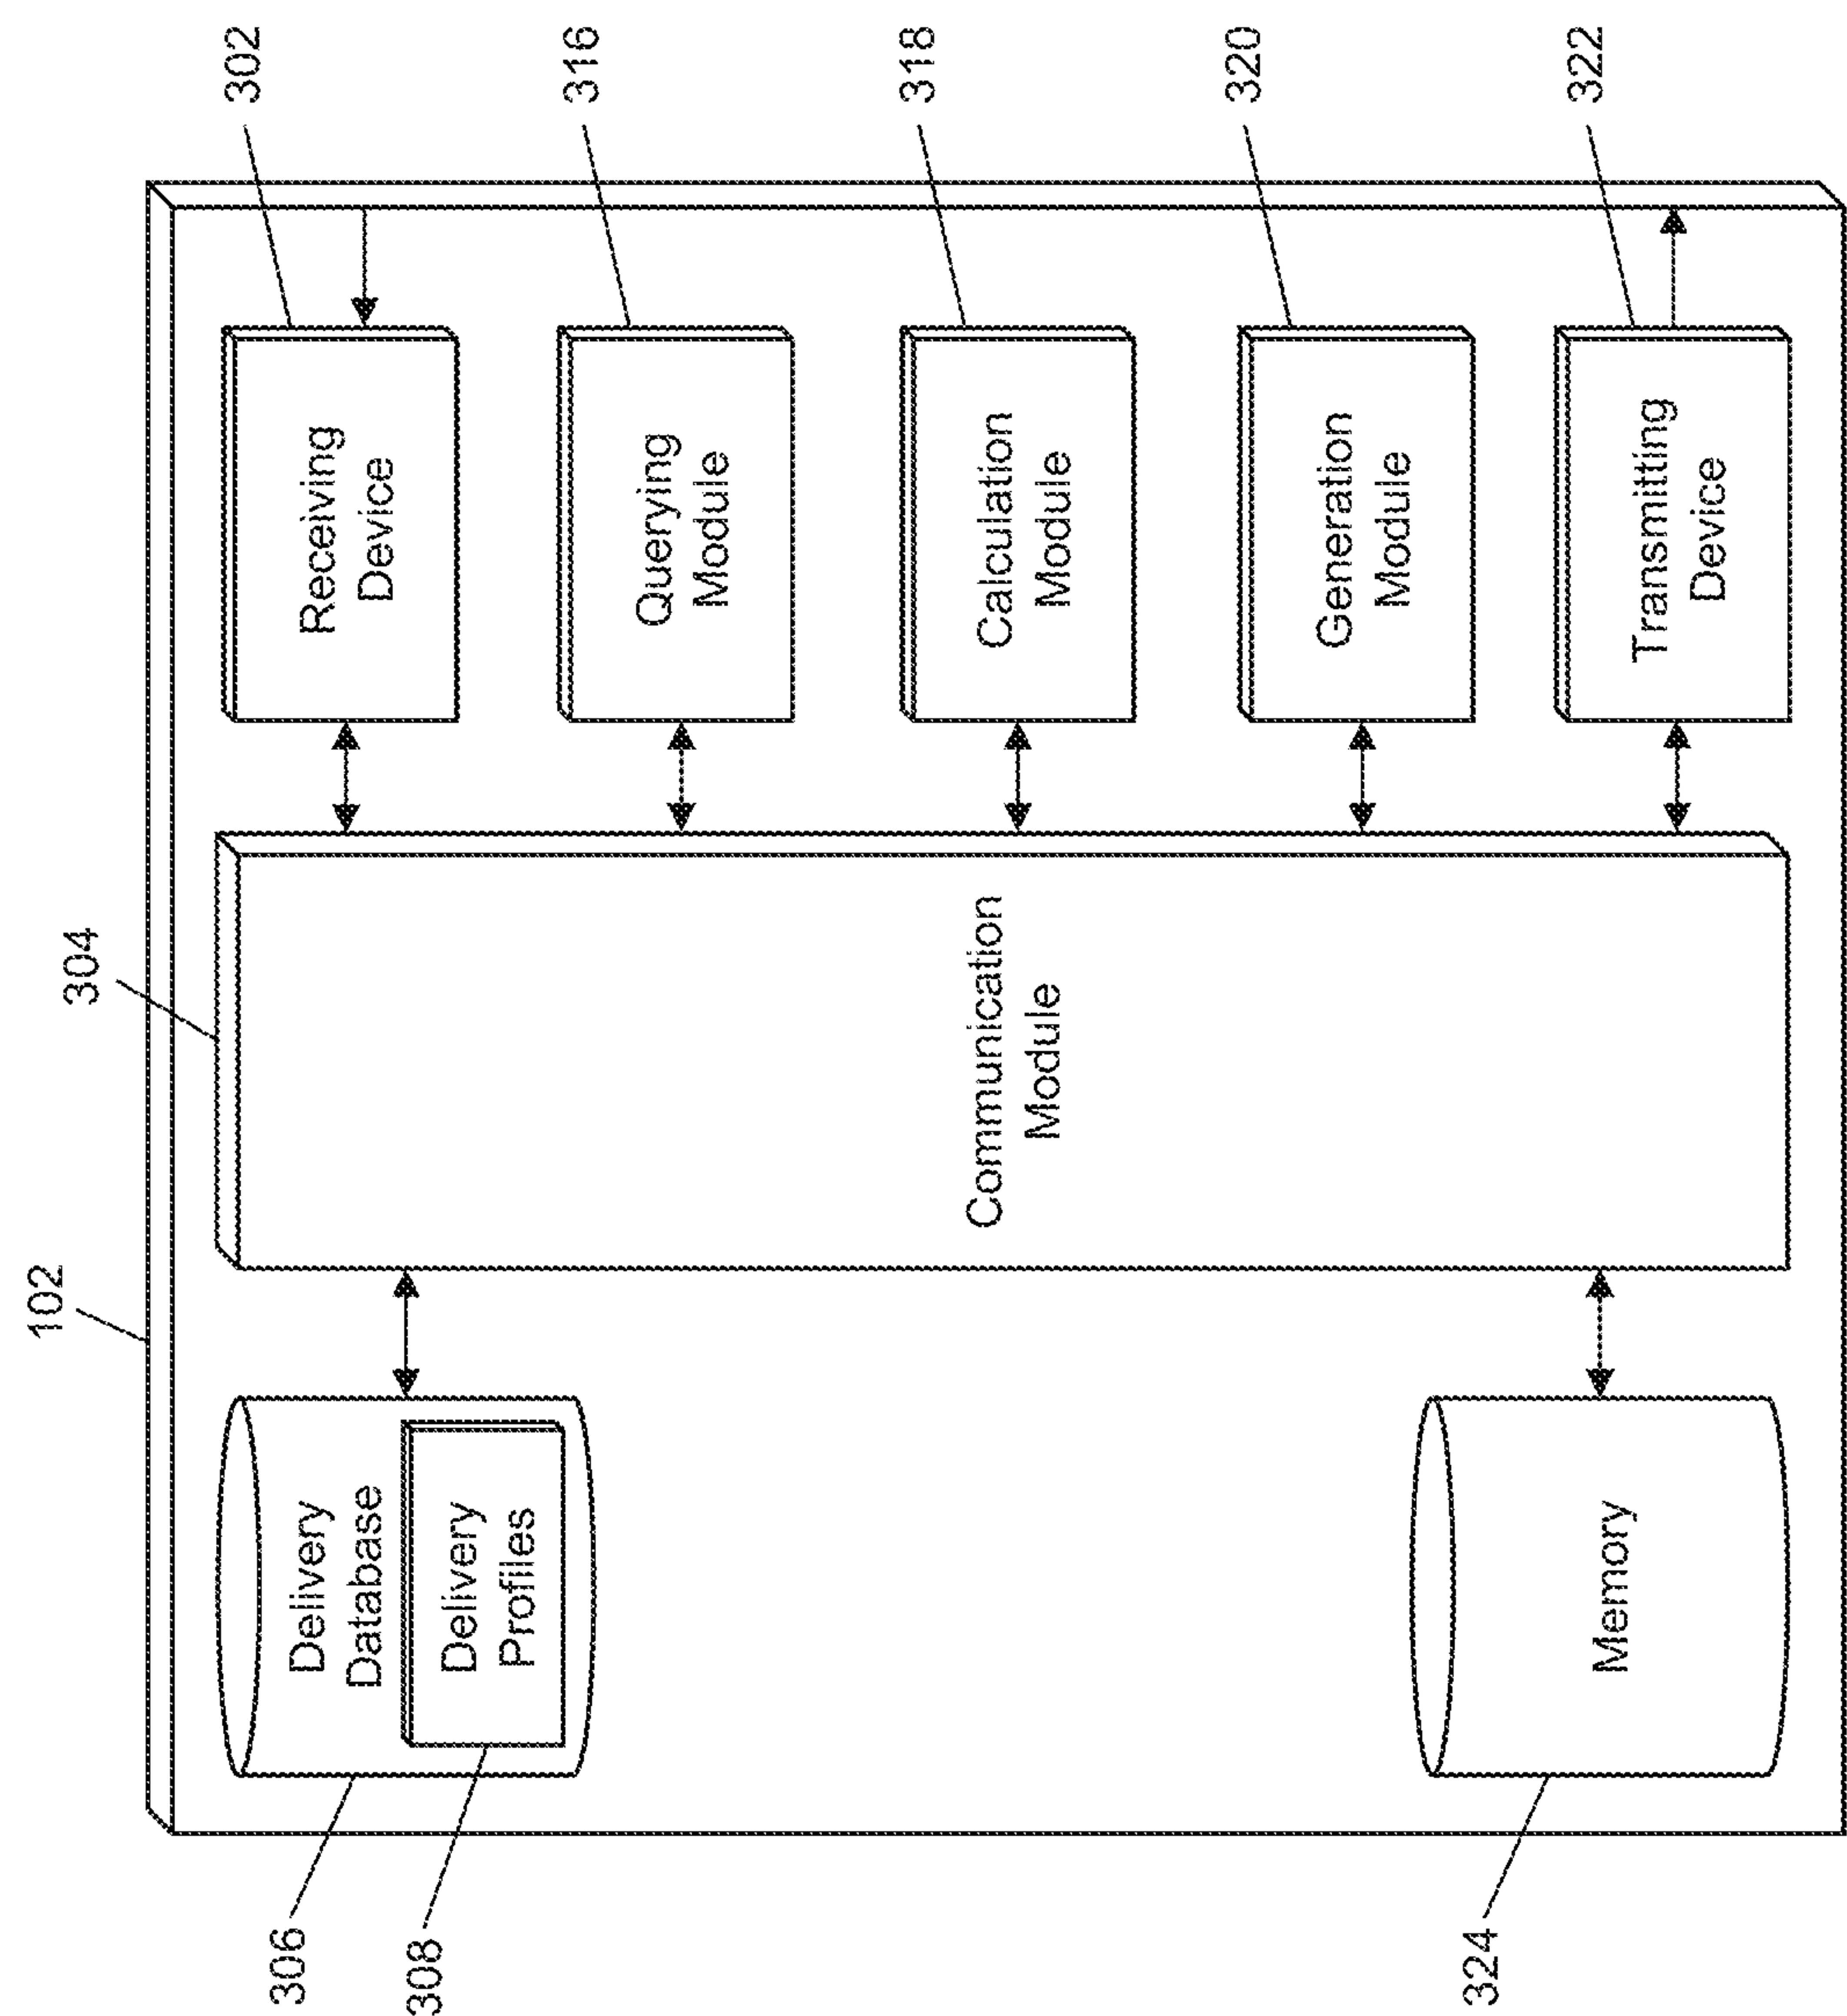 102
304
306
Delivery
Database
308
Delivery
Profiles
324
Memory
Communication
Module
302
Receiving
Device
316
Querying
Module
318
Calculation
Module
320
Generation
Module
322
Transmitting
Device